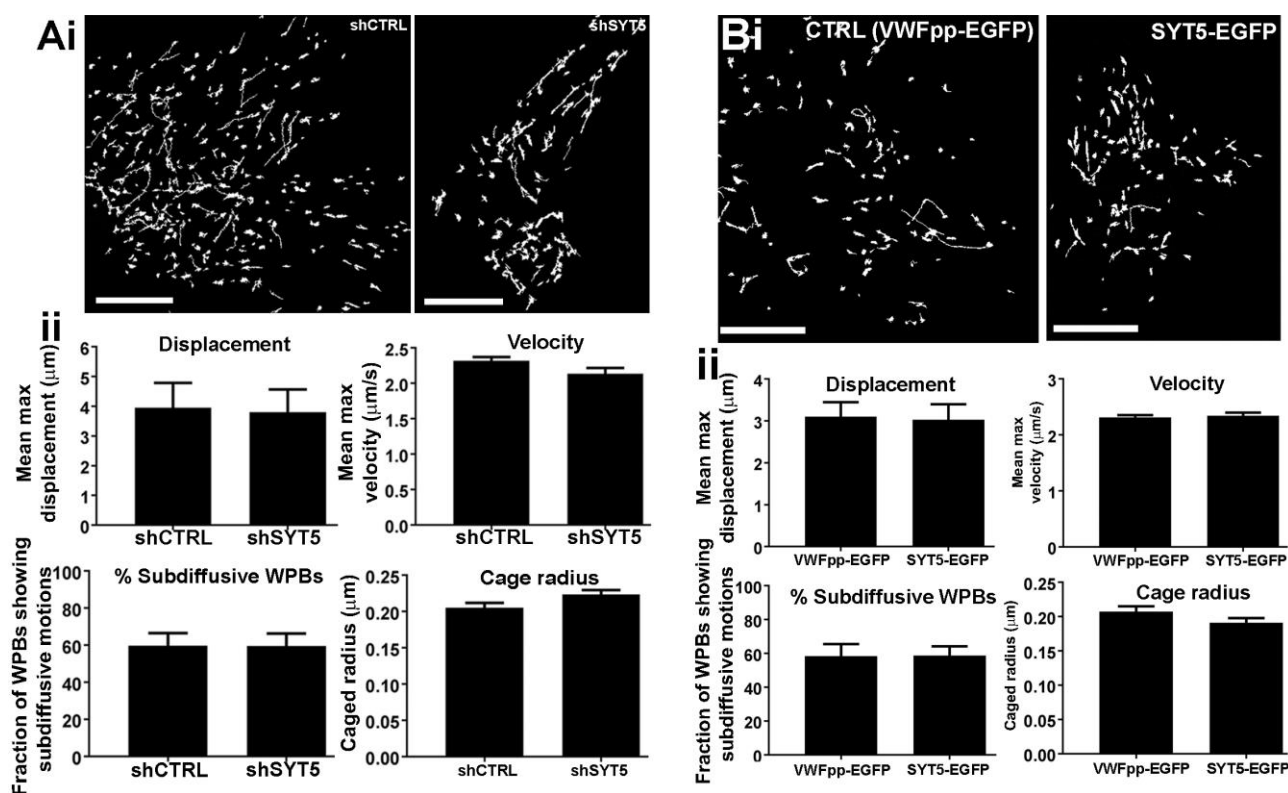 Ai
shCTRL
shSYT5
ii
Displacement
Mean max
displacement (μm)
6
5
4
3
2
1
0
shCTRL
shSYT5
Velocity
Mean max
velocity (μm/s)
2.5
2.0
1.5
1.0
0.5
0.0
shCTRL
shSYT5
% Subdiffusive WPBs
Fraction of WPBs showing
subdiffusive motions
100
80
60
40
20
0
shCTRL
shSYT5
Cage radius
Caged radius (μm)
0.25
0.20
0.15
0.10
0.05
0.00
shCTRL
shSYT5
Bi
CTRL (VWFpp-EGFP)
SYT5-EGFP
ii
Displacement
Mean max
displacement (μm)
4
3
2
1
0
VWFpp-EGFP
SYT5-EGFP
Velocity
Mean max
velocity (μm/s)
3
2
1
0
VWFpp-EGFP
SYT5-EGFP
% Subdiffusive WPBs
Fraction of WPBs showing
subdiffusive motions
100
80
60
40
20
0
VWFpp-EGFP
SYT5-EGFP
Cage radius
Caged radius (μm)
0.20
0.15
0.10
0.05
0.00
VWFpp-EGFP
SYT5-EGFP